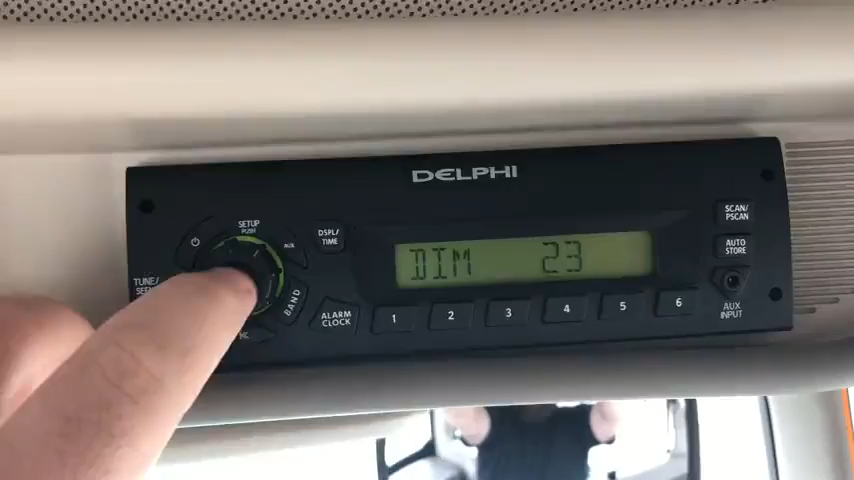 DELPHI
SETUP
PUSH
AUX
DSPL/
TIME
DIM 23
SCAN/
PSCAN
AUTO
STORE
AUX
INPUT
TUNE/
BAND
ALARM
CLOCK
1 2 3 4 5 6